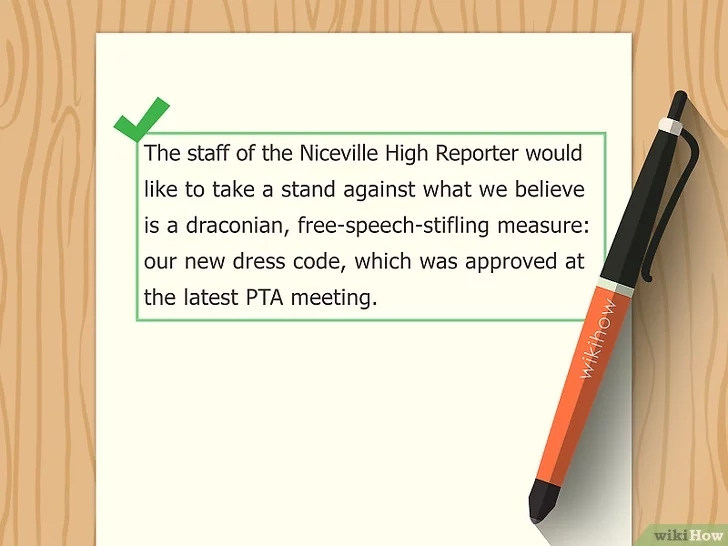 The staff of the Niceville High Reporter would
like to take a stand against what we believe
is a draconian, free-speech-stifling measure:
our new dress code, which was approved at
the latest PTA meeting.
wikihow
wikiHow